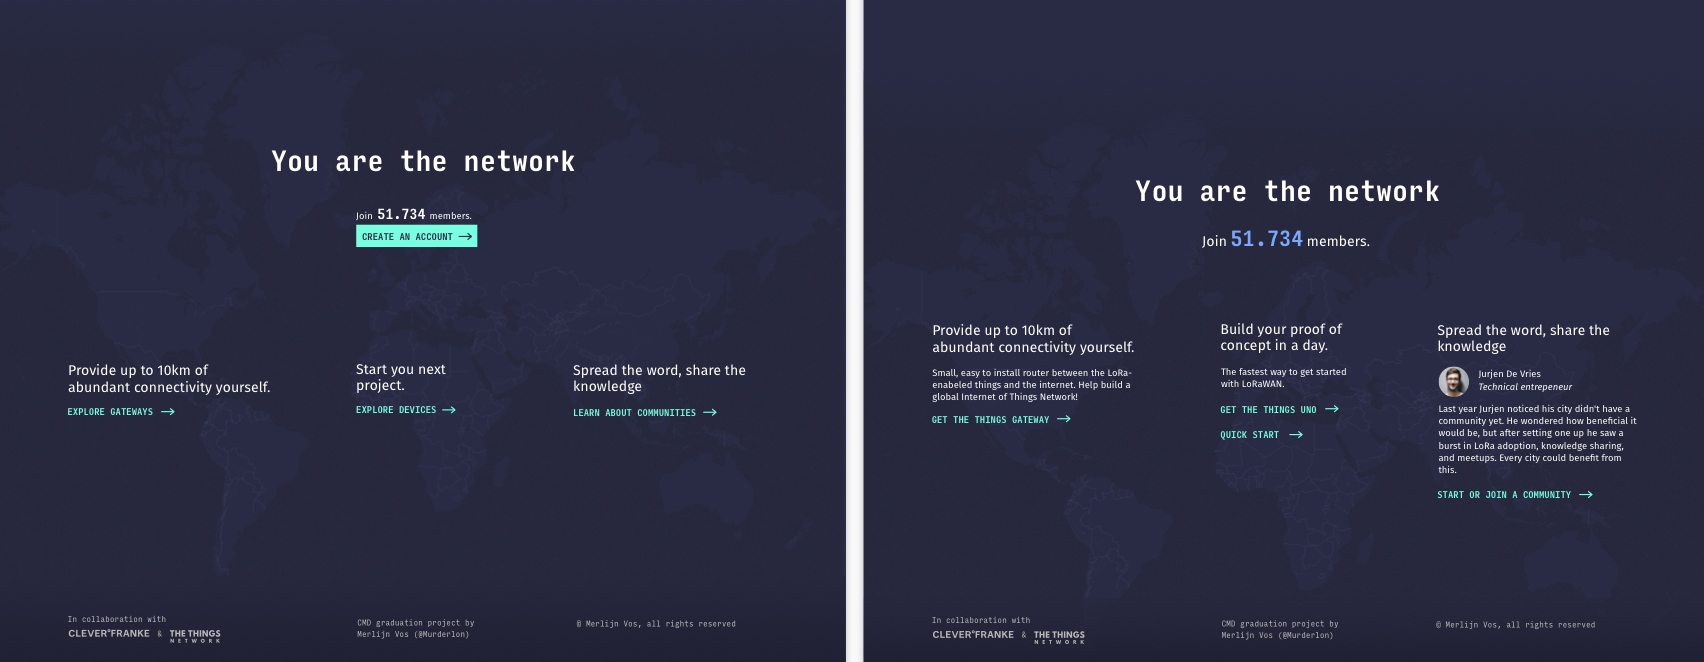 You are the network
Join 51.734 members.
CREATE AN ACCOUNT
Provide up to 10km of
abundant connectivity yourself.
EXPLORE GATEWAYS
Start you next
project.
EXPLORE DEVICES
Spread the word, share the
knowledge
LEARN ABOUT COMMUNITIES
In collaboration with
CLEVER°FRANKE & THE THINGS
NETWORK
CMD graduation project by
Merlijn Vos (@Murderlon)
© Merlijn Vos, all rights reserved
You are the network
Join 51.734 members.
Provide up to 10km of
abundant connectivity yourself.
Small, easy to install router between the LoRa-
enabeled things and the internet. Help build a
global Internet of Things Network!
GET THE THINGS GATEWAY
Build your proof of
concept in a day.
The fastest way to get started
with LoRaWAN.
GET THE THINGS UNO
QUICK START
Spread the word, share the
knowledge
Jurjen De Vries
Technical entrepeneur
Last year Jurjen noticed his city didn't have a
community yet. He wondered how beneficial it
would be, but after setting one up he saw a
burst in LoRa adoption, knowledge sharing,
and meetups. Every city could benefit from
this.
START OR JOIN A COMMUNITY
In collaboration with
CLEVER°FRANKE & THE THINGS
NETWORK
CMD graduation project by
Merlijn Vos (@Murderlon)
© Merlijn Vos, all rights reserved